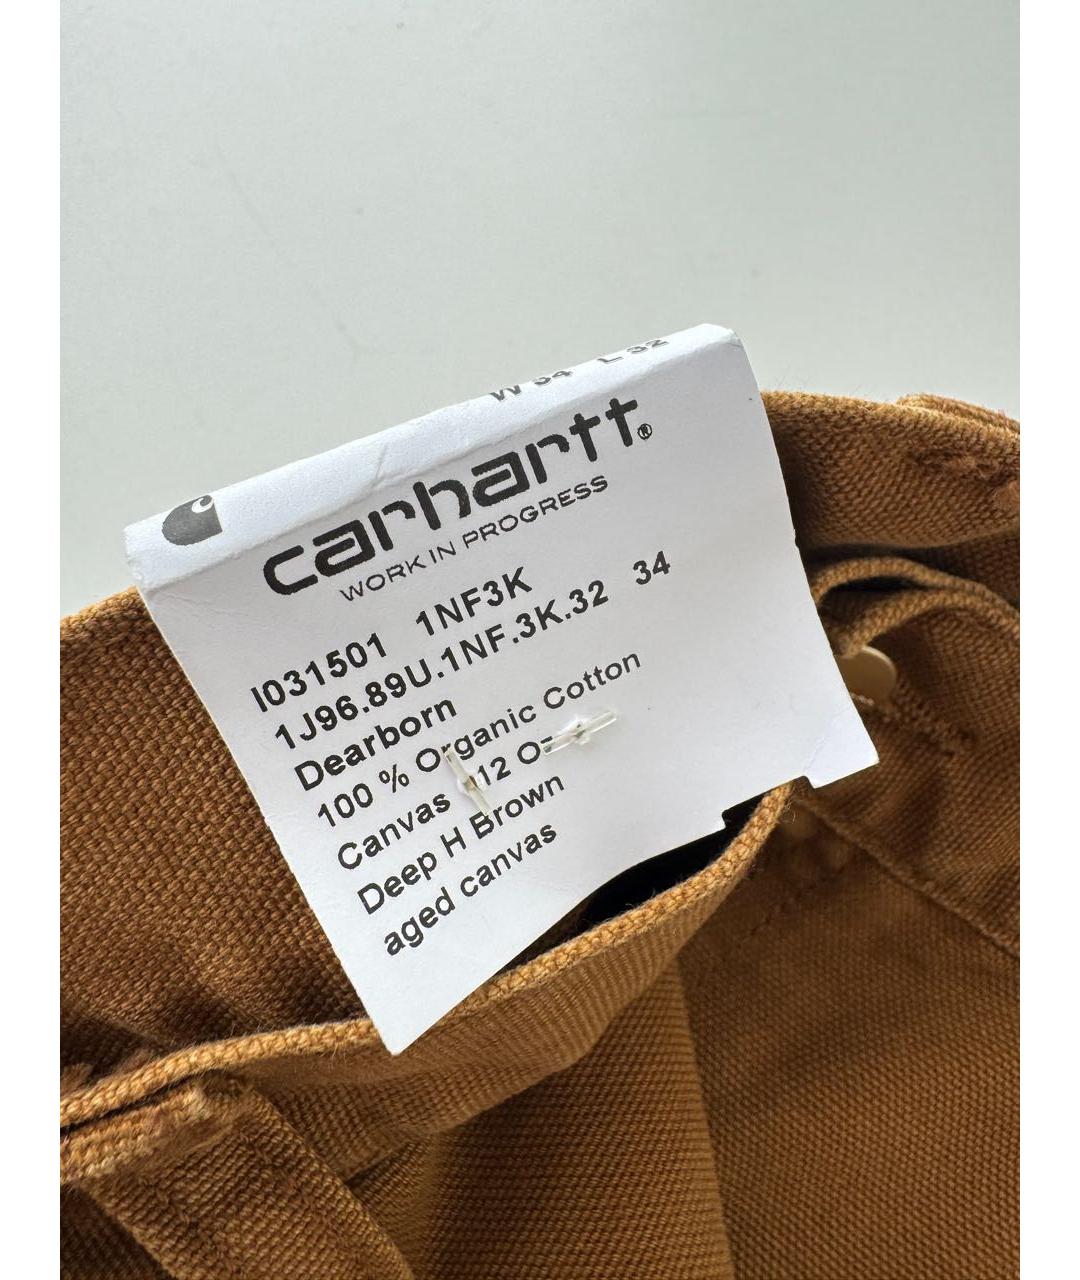 W 34 L 32
carhartt®
WORK IN PROGRESS
I031501 1NF3K
1J96.89U.1NF.3K.32 34
Dearborn
100 % Organic Cotton
Canvas 12 Oz
Deep H Brown
aged canvas